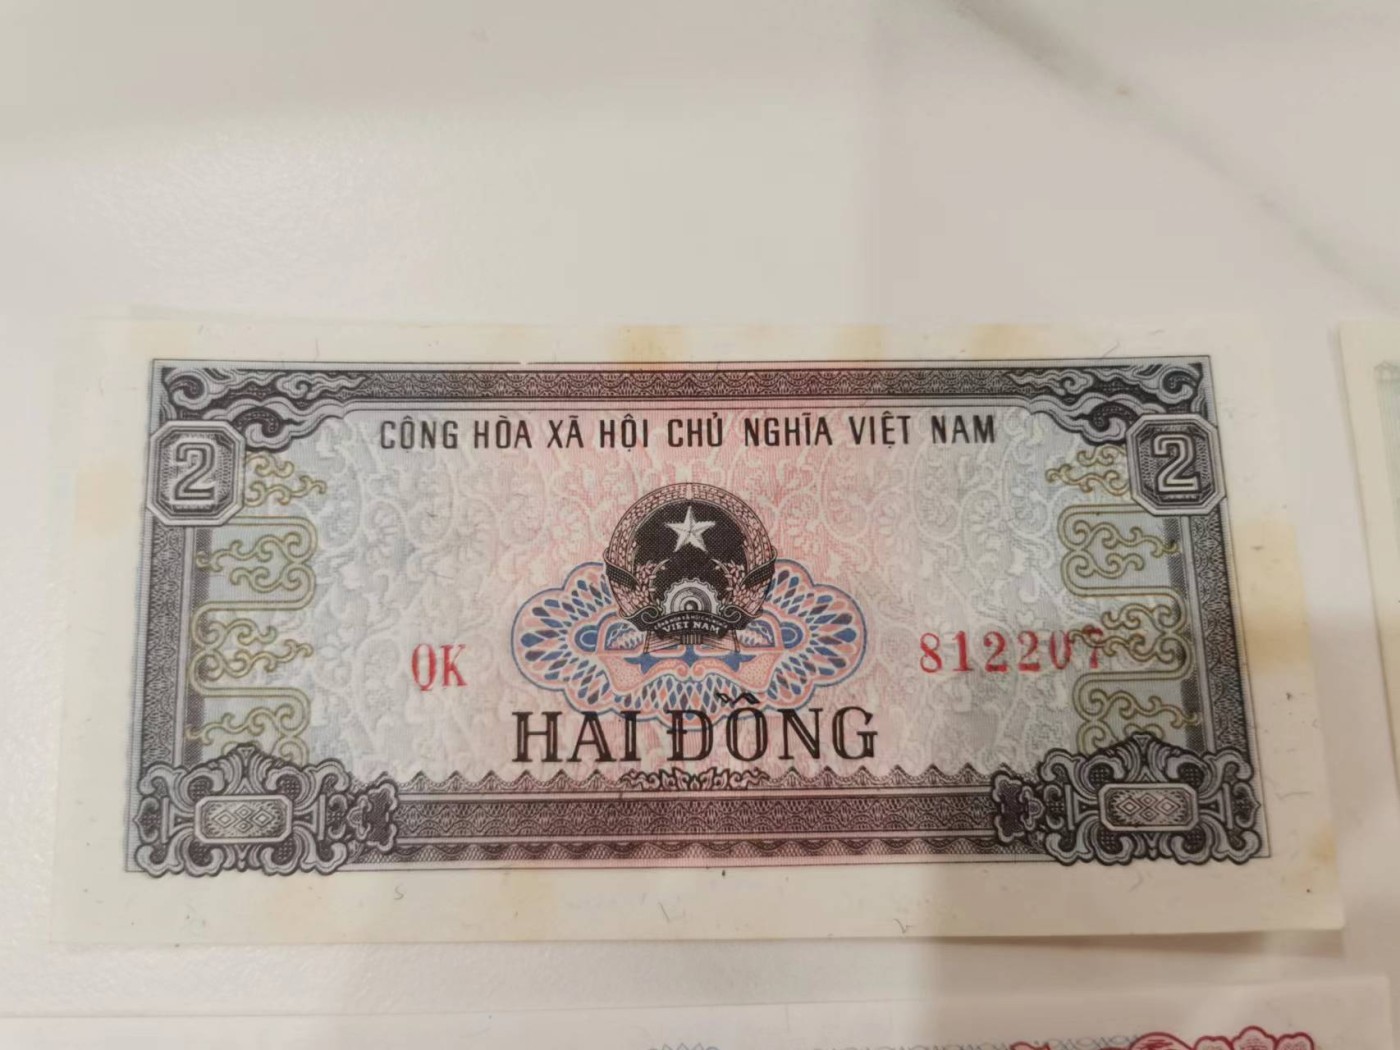 CỘNG HÒA XÃ HỘI CHỦ NGHĨA VIỆT NAM
2 2
VIỆT NAM
QK 812207
HAI ĐỒNG